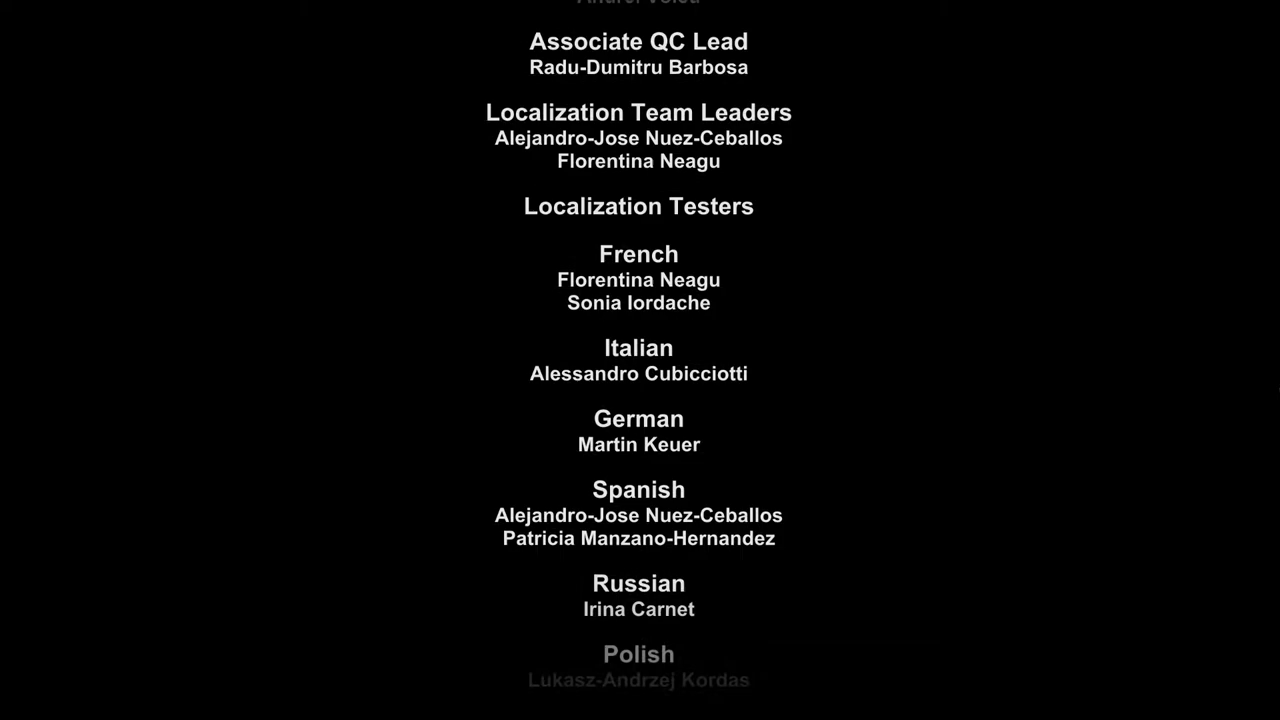 Associate QC Lead
Radu-Dumitru Barbosa
Localization Team Leaders
Alejandro-Jose Nuez-Ceballos
Florentina Neagu
Localization Testers
French
Florentina Neagu
Sonia Iordache
Italian
Alessandro Cubicciotti
German
Martin Keuer
Spanish
Alejandro-Jose Nuez-Ceballos
Patricia Manzano-Hernandez
Russian
Irina Carnet
Polish
Lukasz-Andrzej Kordas